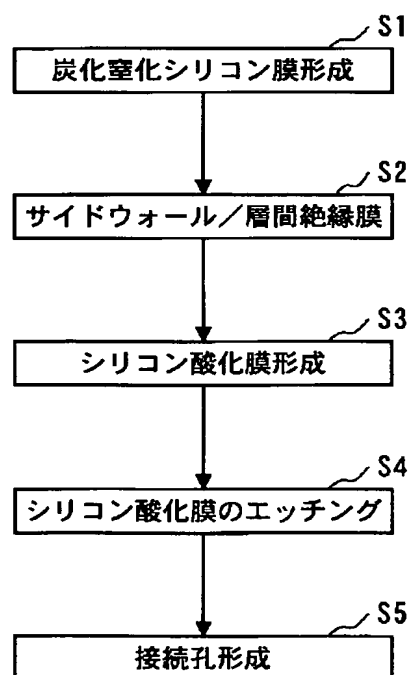 S1
炭化窒化シリコン膜形成
S2
サイドウォール／層間絶縁膜
S3
シリコン酸化膜形成
S4
シリコン酸化膜のエッチング
S5
接続孔形成